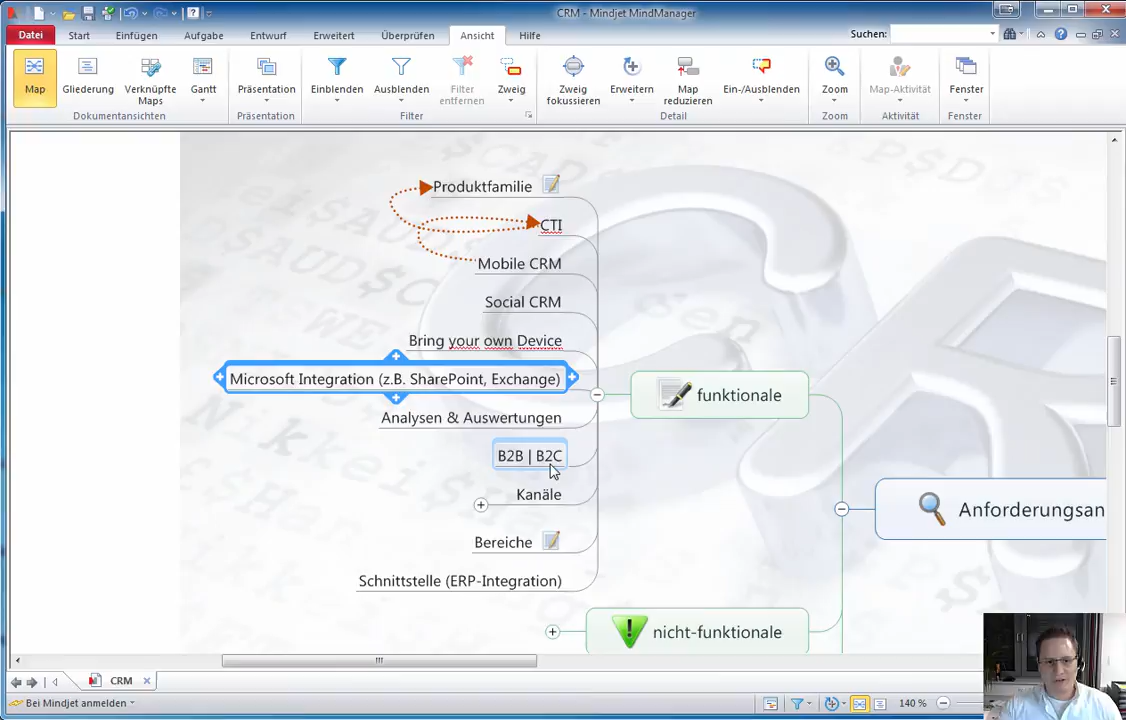 CRM - Mindjet MindManager
Datei Start Einfügen Aufgabe Entwurf Erweitert Überprüfen Ansicht Hilfe Suchen:
Map Gliederung Verknüpfte Maps Gantt Präsentation Einblenden Ausblenden Filter entfernen Zweig Zweig fokussieren Erweitern Map reduzieren Ein-/Ausblenden Zoom Map-Aktivität Fenster
Dokumentansichten Präsentation Filter Detail Zoom Aktivität Fenster
Produktfamilie
CTI
Mobile CRM
Social CRM
Bring your own Device
Microsoft Integration (z.B. SharePoint, Exchange)
funktionale
Analysen & Auswertungen
B2B | B2C
Kanäle
Anforderungsan
Bereiche
Schnittstelle (ERP-Integration)
nicht-funktionale
CRM
Bei Mindjet anmelden
140 %